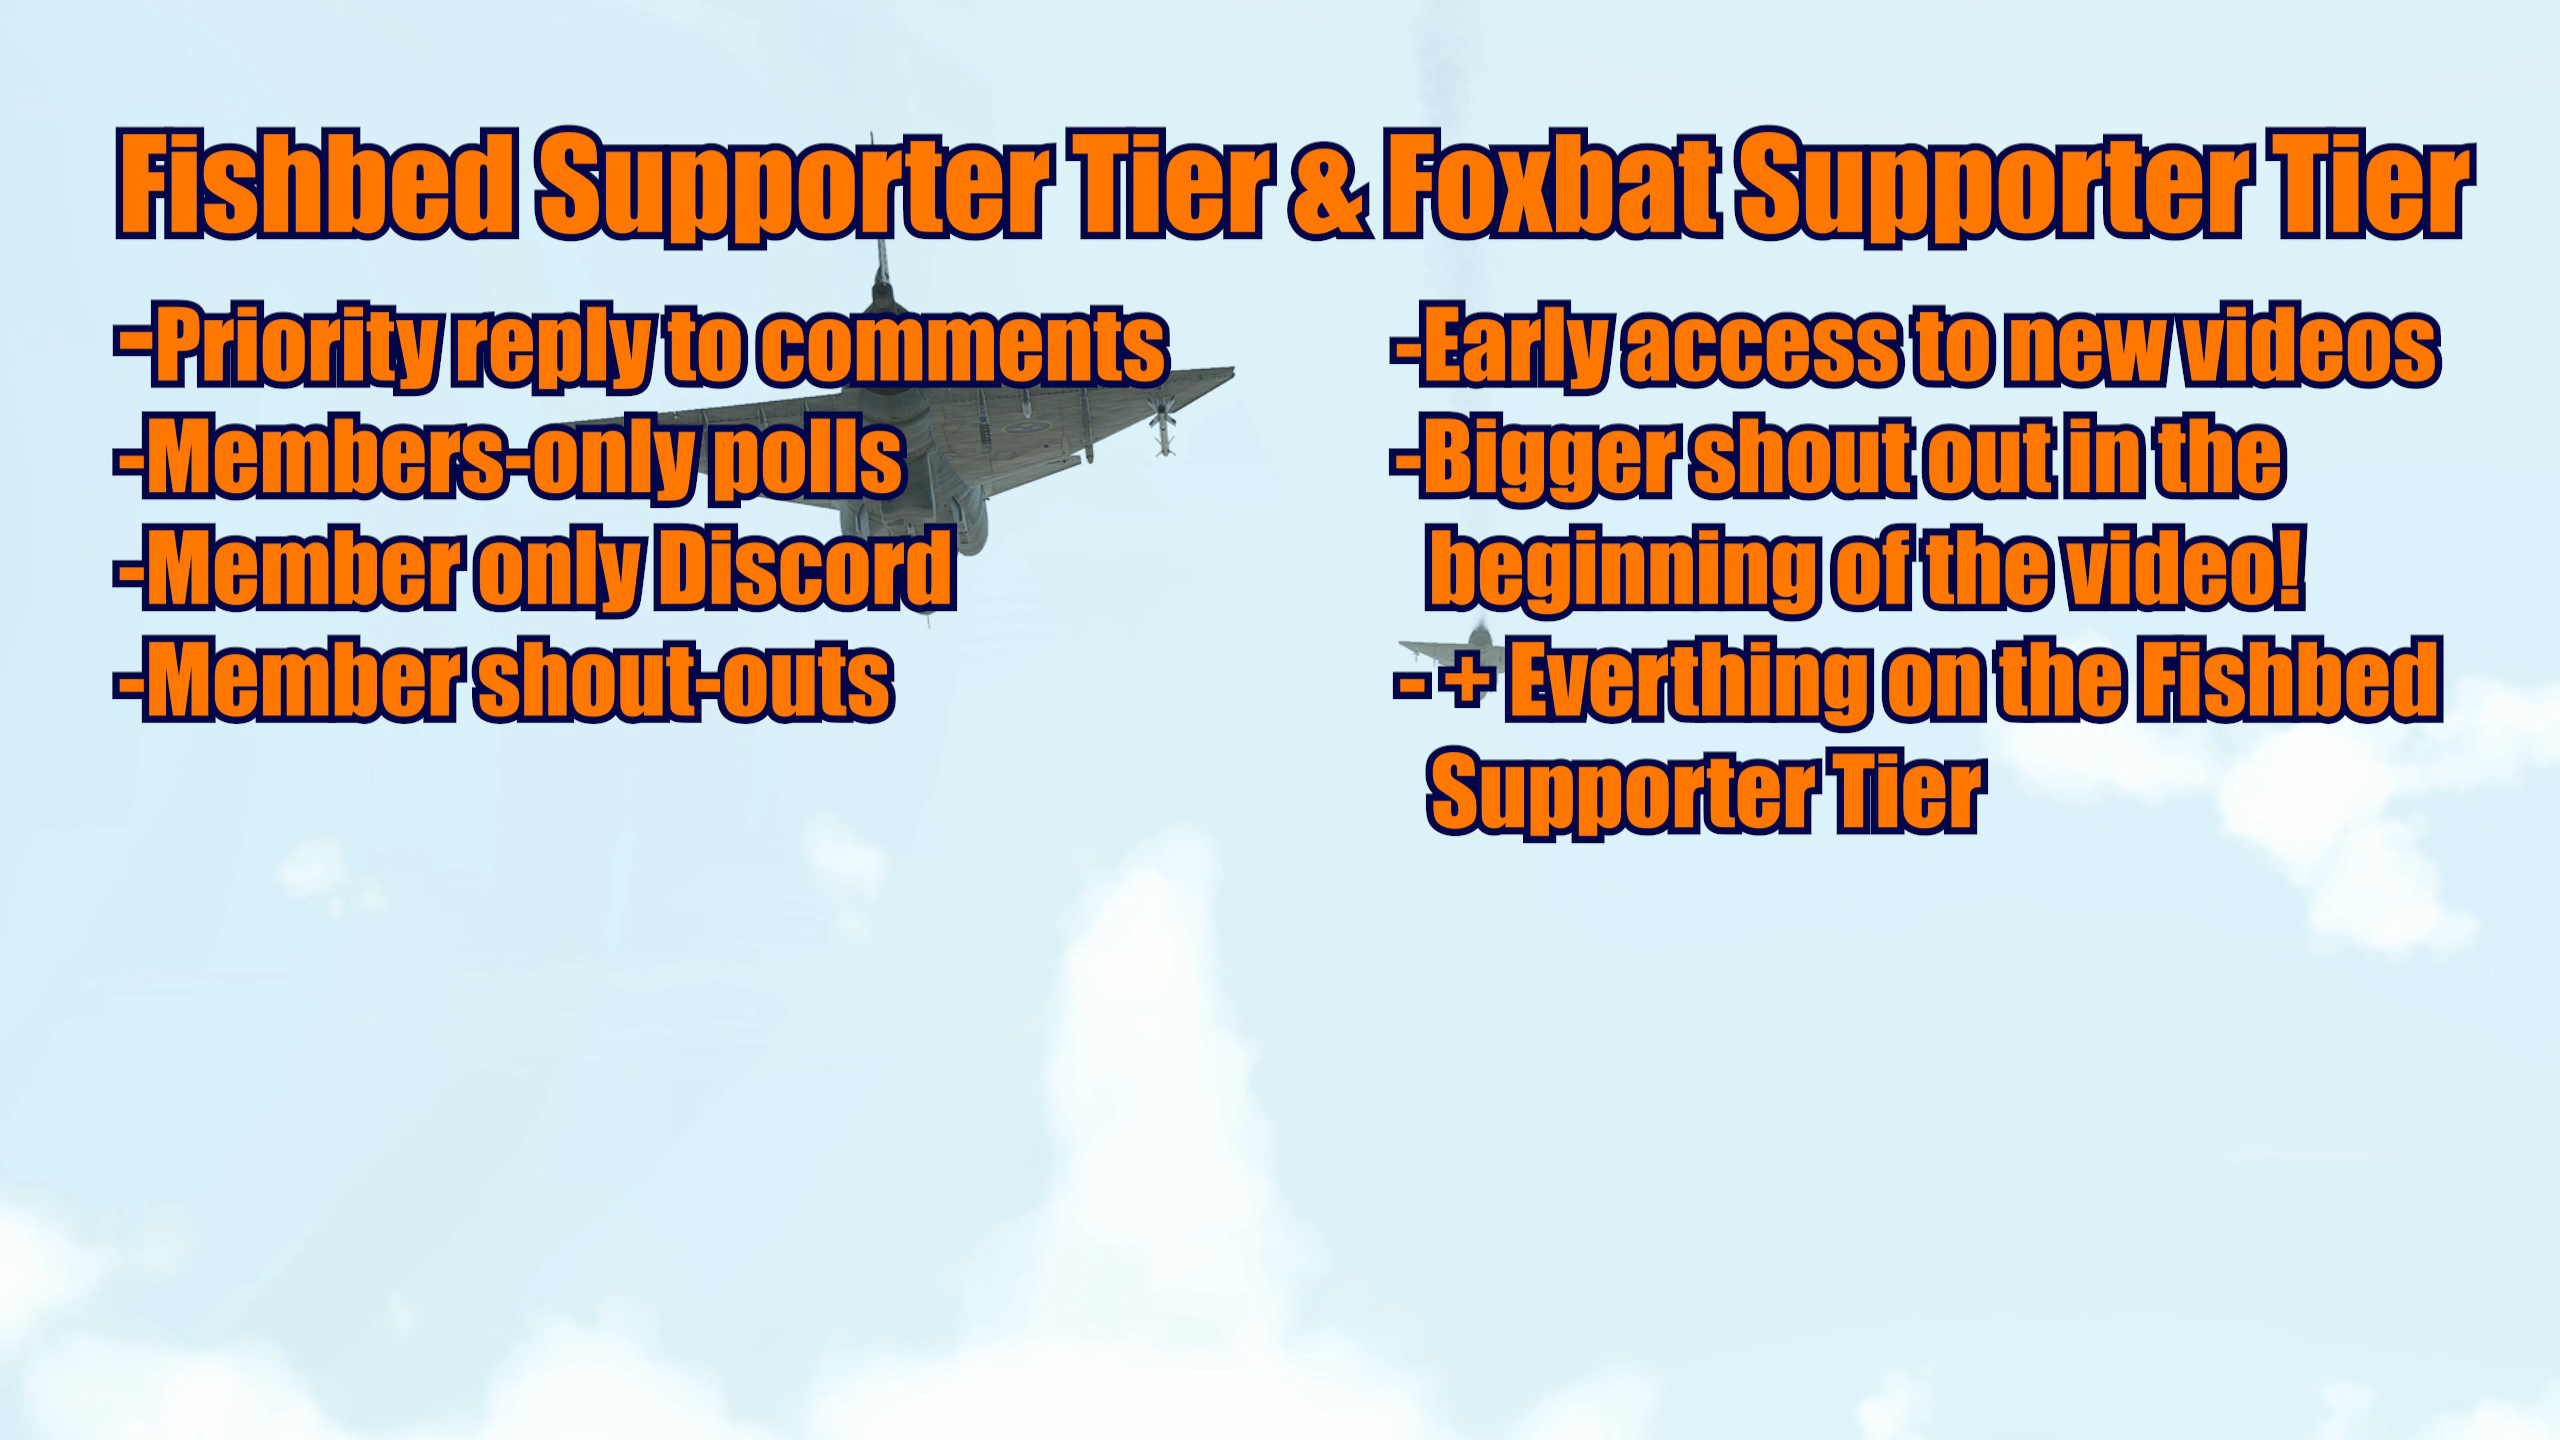 Fishbed Supporter Tier & Foxbat Supporter Tier
-Priority reply to comments
-Members-only polls
-Member only Discord
-Member shout-outs
-Early access to new videos
-Bigger shout out in the
beginning of the video!
- + Everthing on the Fishbed
Supporter Tier